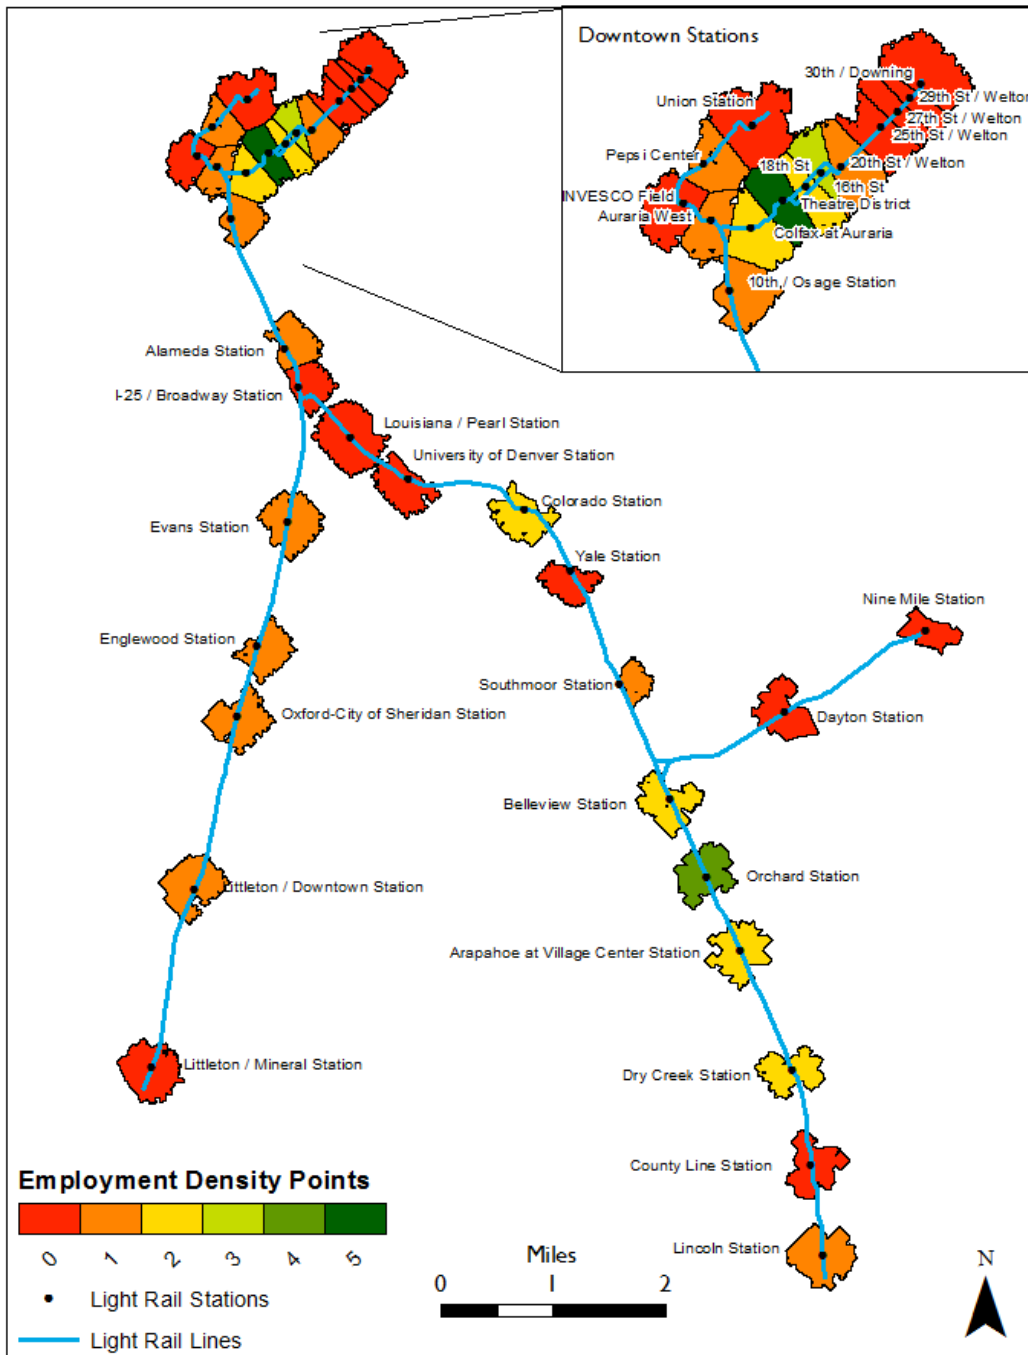 Downtown Stations
30th / Downing
Union Station
29th St / Welton
27th St / Welton
25th St / Welton
Pepsi Center
18th St
20th St / Welton
16th St
INVESCO Field
Theatre District
Auraria West
Colfax at Auraria
10th / Osage Station
Alameda Station
I-25 / Broadway Station
Louisiana / Pearl Station
University of Denver Station
Colorado Station
Evans Station
Yale Station
Nine Mile Station
Englewood Station
Southmoor Station
Oxford-City of Sheridan Station
Dayton Station
Belleview Station
Orchard Station
Littleton / Downtown Station
Arapahoe at Village Center Station
Littleton / Mineral Station
Dry Creek Station
County Line Station
Employment Density Points
0 1 2 3 4 5
Lincoln Station
Miles
N
0 1 2
Light Rail Stations
Light Rail Lines